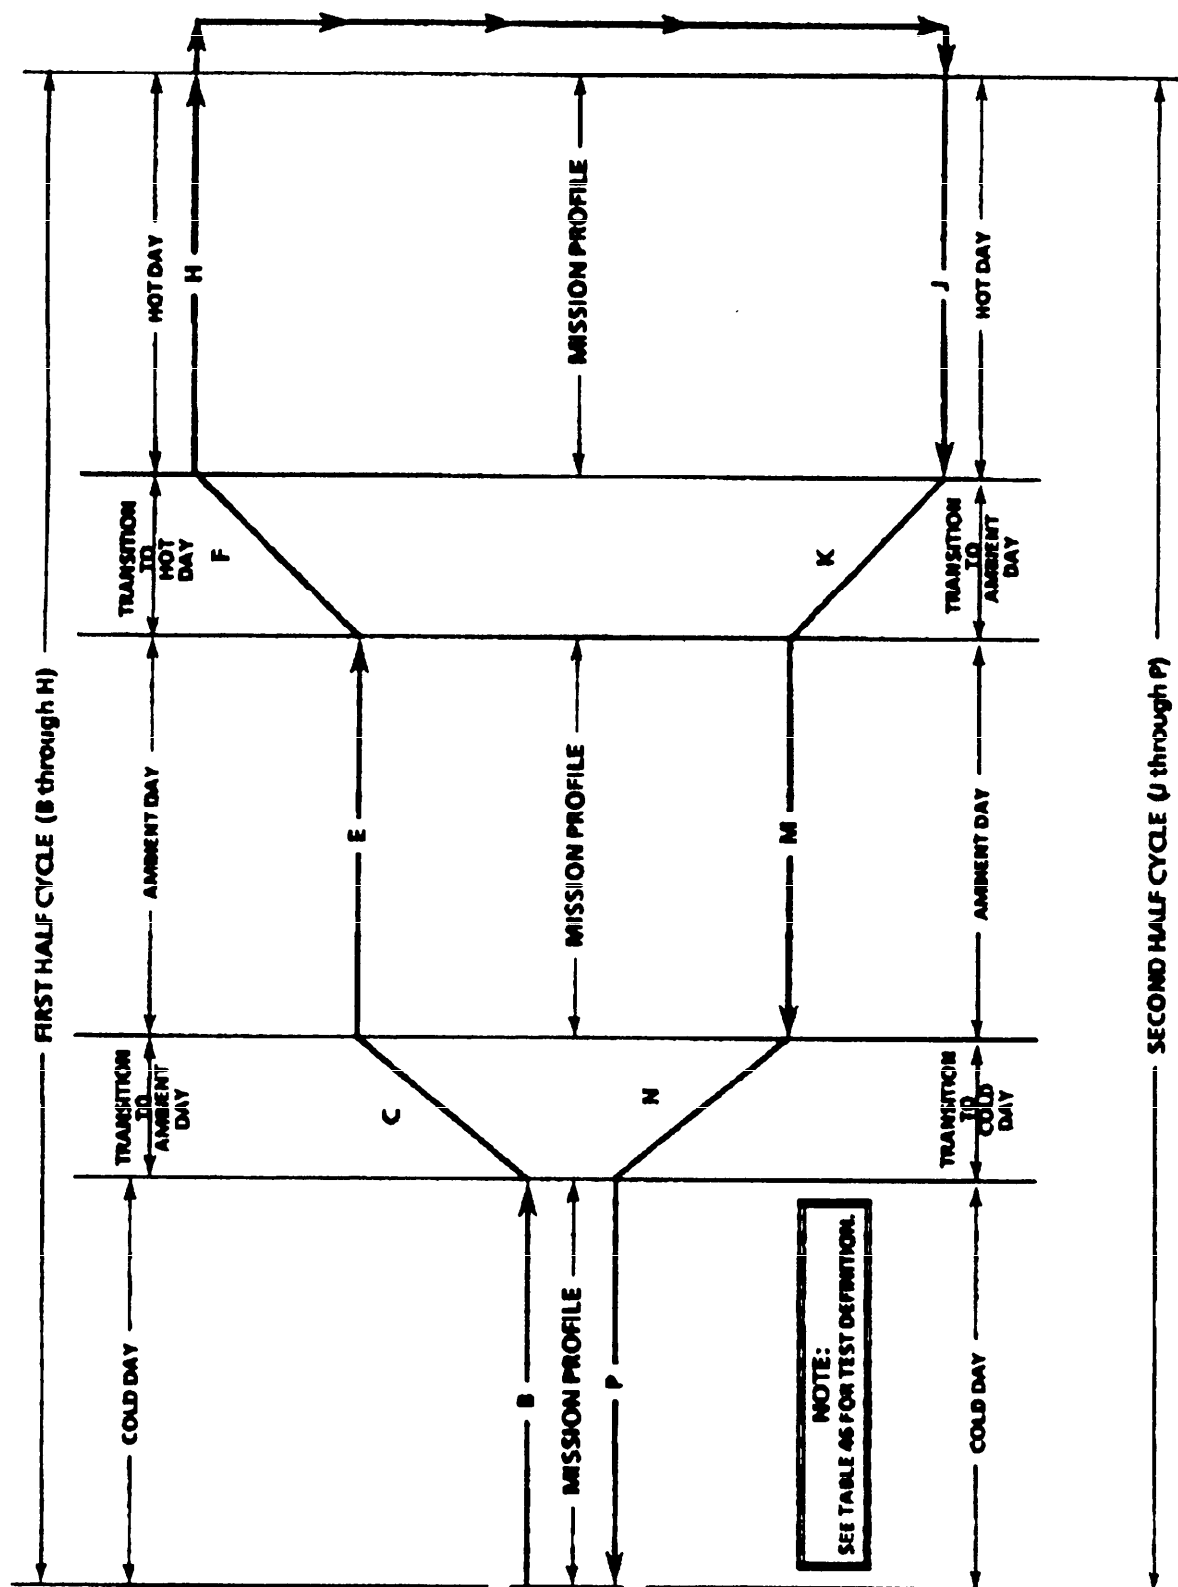 FIRST HALF CYCLE (B through H)
COLD DAY
TRANSITION
TO
AMBIENT
DAY
AMBIENT DAY
TRANSITION
TO
HOT
DAY
HOT DAY
H
F
E
C
B
MISSION PROFILE
MISSION PROFILE
MISSION PROFILE
P
N
M
K
J
NOTE:
SEE TABLE 46 FOR TEST DEFINITION.
COLD DAY
TRANSITION
TO
COLD
DAY
AMBIENT DAY
TRANSITION
TO
AMBIENT
DAY
HOT DAY
SECOND HALF CYCLE (J through P)